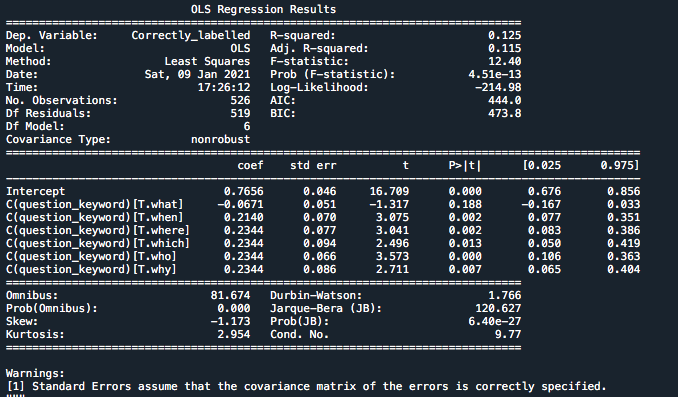 OLS Regression Results
==============================================================================
Dep. Variable: Correctly_labelled R-squared: 0.125
Model: OLS Adj. R-squared: 0.115
Method: Least Squares F-statistic: 12.40
Date: Sat, 09 Jan 2021 Prob (F-statistic): 4.51e-13
Time: 17:26:12 Log-Likelihood: -214.98
No. Observations: 526 AIC: 444.0
Df Residuals: 519 BIC: 473.8
Df Model: 6
Covariance Type: nonrobust
================================================================================================
coef std err t P>|t| [0.025 0.975]
------------------------------------------------------------------------------------------------
Intercept 0.7656 0.046 16.709 0.000 0.676 0.856
C(question_keyword)[T.what] -0.0671 0.051 -1.317 0.188 -0.167 0.033
C(question_keyword)[T.when] 0.2140 0.070 3.075 0.002 0.077 0.351
C(question_keyword)[T.where] 0.2344 0.077 3.041 0.002 0.083 0.386
C(question_keyword)[T.which] 0.2344 0.094 2.496 0.013 0.050 0.419
C(question_keyword)[T.who] 0.2344 0.066 3.573 0.000 0.106 0.363
C(question_keyword)[T.why] 0.2344 0.086 2.711 0.007 0.065 0.404
==============================================================================
Omnibus: 81.674 Durbin-Watson: 1.766
Prob(Omnibus): 0.000 Jarque-Bera (JB): 120.627
Skew: -1.173 Prob(JB): 6.40e-27
Kurtosis: 2.954 Cond. No. 9.77
==============================================================================
Warnings:
[1] Standard Errors assume that the covariance matrix of the errors is correctly specified.
"""